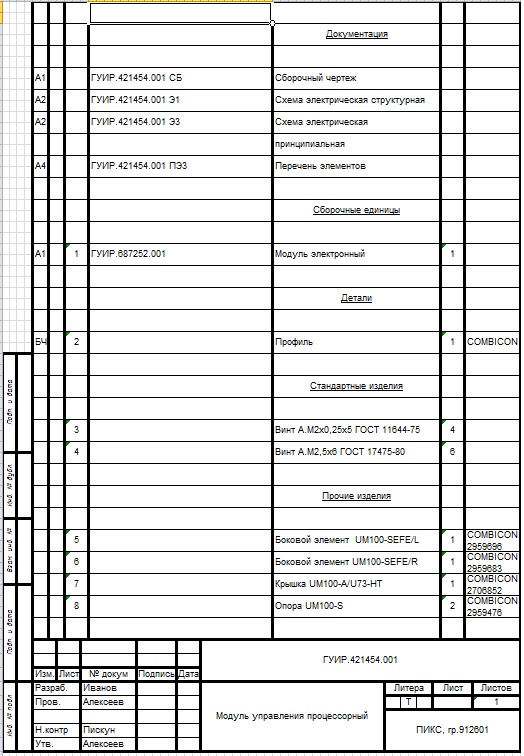 Документация
А1 ГУИР.421454.001 СБ Сборочный чертеж
А2 ГУИР.421454.001 Э1 Схема электрическая структурная
А2 ГУИР.421454.001 Э3 Схема электрическая
принципиальная
А4 ГУИР.421454.001 ПЭ3 Перечень элементов
Сборочные единицы
А1 1 ГУИР.687252.001 Модуль электронный 1
Детали
БЧ 2 Профиль 1 COMBICON
Стандартные изделия
3 Винт А.М2х0,25х5 ГОСТ 11644-75 4
4 Винт А.М2,5х6 ГОСТ 17475-80 6
Прочие изделия
5 Боковой элемент UM100-SEFE/L 1 COMBICON
2959696
6 Боковой элемент UM100-SEFE/R 1 COMBICON
2959683
7 Крышка UM100-A/U73-HT 1 COMBICON
2706852
8 Опора UM100-S 2 COMBICON
2959476
Подп. и дата
Инв. № дубл.
Взам. инв. №
Подп. и дата
Инв. № подл
ГУИР.421454.001
Изм. Лист № докум Подпись Дата
Разраб. Иванов
Пров. Алексеев
Н.контр Пискун
Утв. Алексеев
Модуль управления процессорный
Литера Лист Листов
Т 1
ПИКС, гр.912601